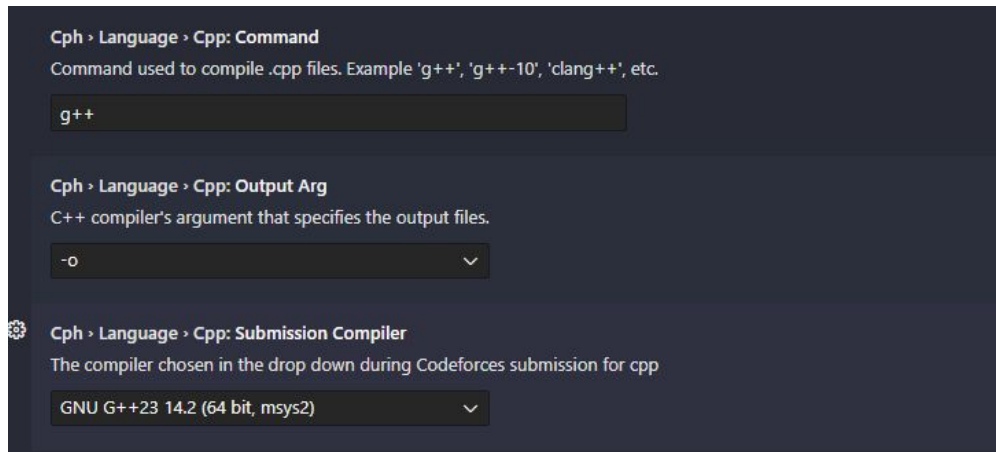 Cph › Language › Cpp: Command
Command used to compile .cpp files. Example 'g++', 'g++-10', 'clang++', etc.
g++
Cph › Language › Cpp: Output Arg
C++ compiler's argument that specifies the output files.
-o
Cph › Language › Cpp: Submission Compiler
The compiler chosen in the drop down during Codeforces submission for cpp
GNU G++23 14.2 (64 bit, msys2)